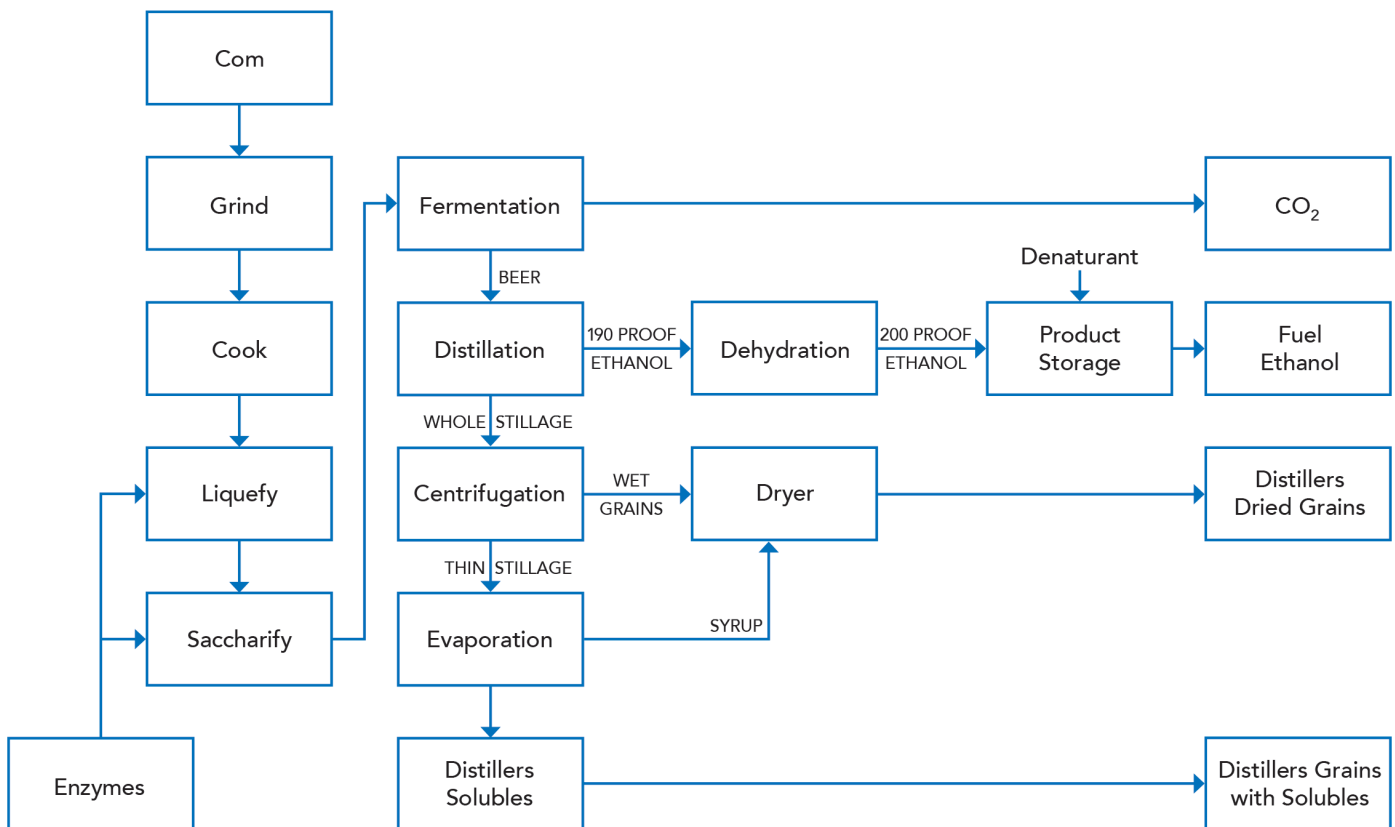 Com
Grind
Fermentation
CO2
Denaturant
BEER
Cook
Distillation
190 PROOF
ETHANOL
Dehydration
200 PROOF
ETHANOL
Product
Storage
Fuel
Ethanol
WHOLE STILLAGE
Liquefy
Centrifugation
WET
GRAINS
Dryer
Distillers
Dried Grains
THIN STILLAGE
Saccharify
Evaporation
SYRUP
Enzymes
Distillers
Solubles
Distillers Grains
with Solubles